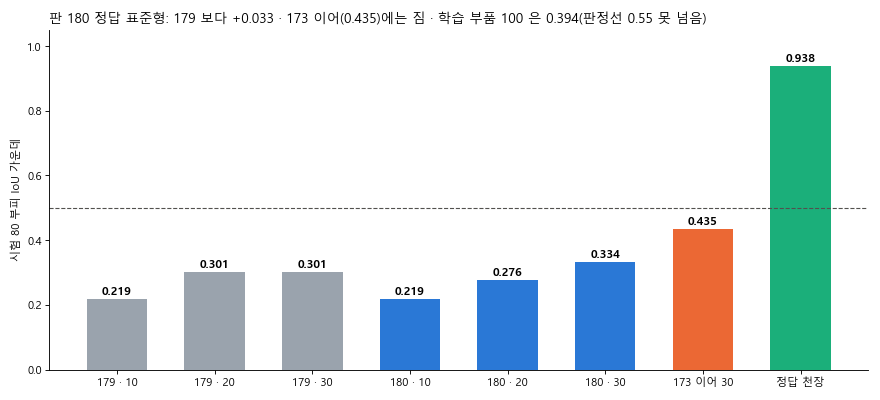 판 180 정답 표준형: 179 보다 +0.033 · 173 이어(0.435)에는 짐 · 학습 부품 100 은 0.394(판정선 0.55 못 넘음)
시험 80 부피 IoU 가운데
1.0
0.8
0.6
0.4
0.2
0.0
0.219
0.301
0.301
0.219
0.276
0.334
0.435
0.938
179 · 10
179 · 20
179 · 30
180 · 10
180 · 20
180 · 30
173 이어 30
정답 천장